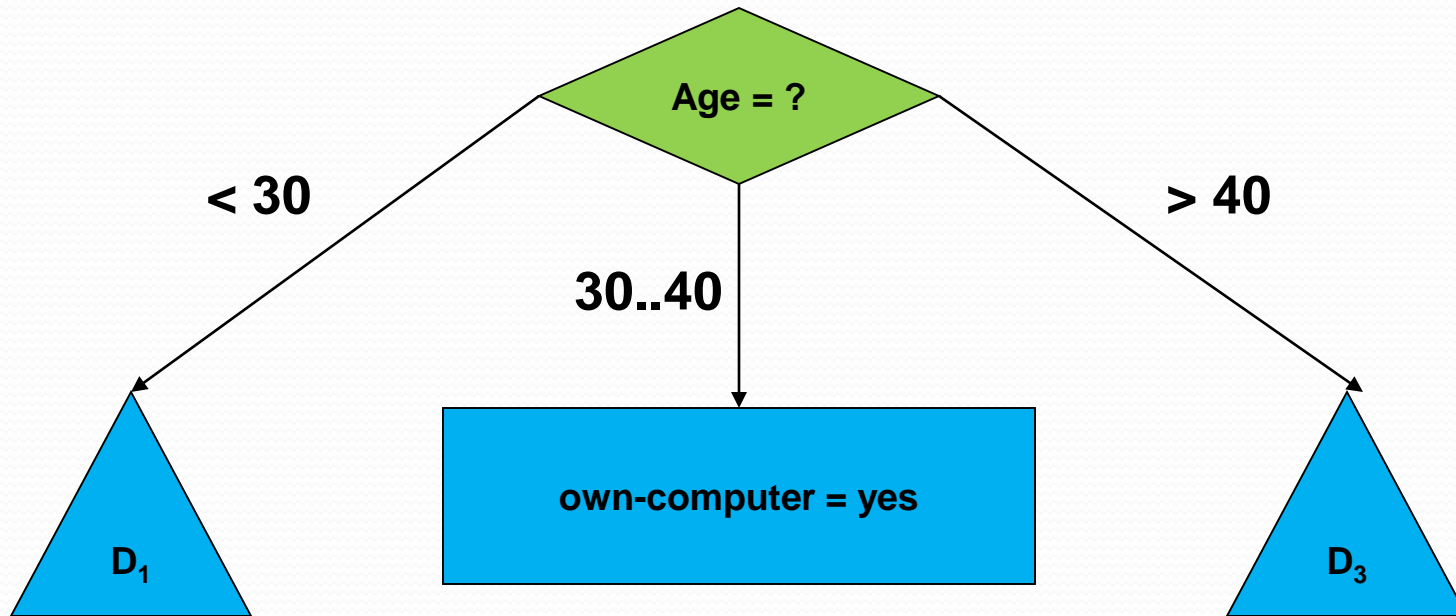 Age = ?
< 30
> 40
30..40
own-computer = yes
D₁
D₃